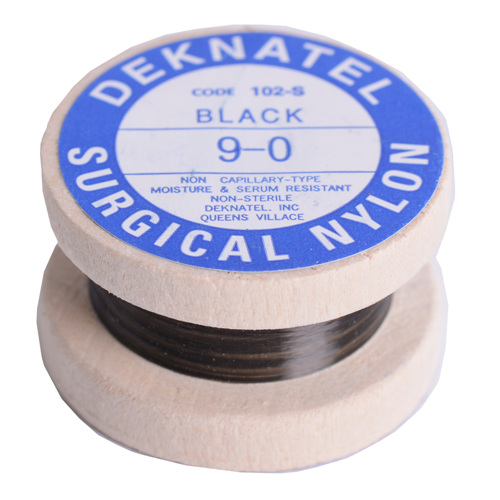 DEKNATEL
CODE 102-S
BLACK
9-0
NON CAPILLARY-TYPE
MOISTURE & SERUM RESISTANT
NON-STERILE
DEKNATEL, INC
QUEENS VILLACE
SURGICAL NYLON